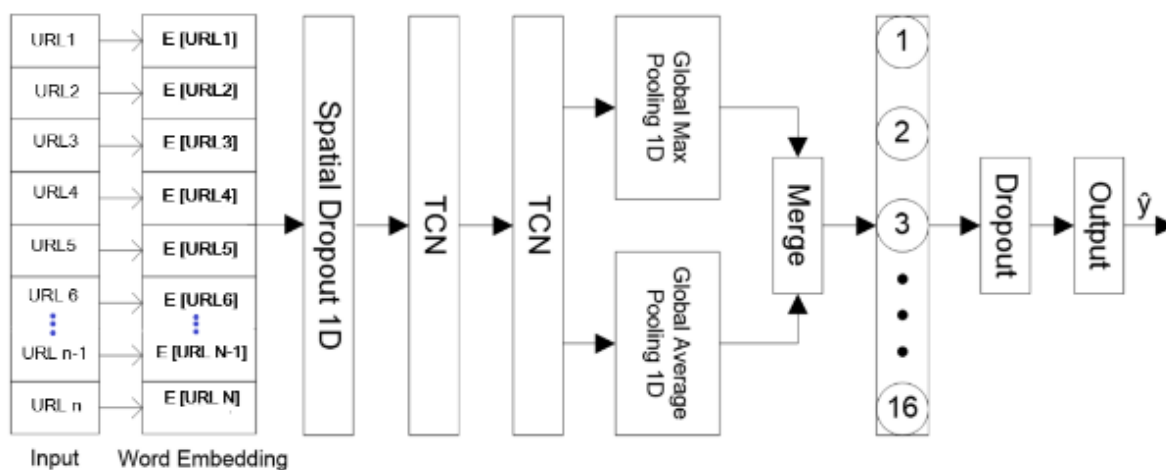 URL1
URL2
URL3
URL4
URL5
URL 6
URL n-1
URL n
Input
E [URL1]
E [URL2]
E [URL3]
E [URL4]
E [URL5]
E [URL6]
E [URL N-1]
E [URL N]
Word Embedding
Spatial Dropout 1D
TCN
TCN
Global Max
Pooling 1D
Global Average
Pooling 1D
Merge
1
2
3
16
Dropout
Output
ŷ